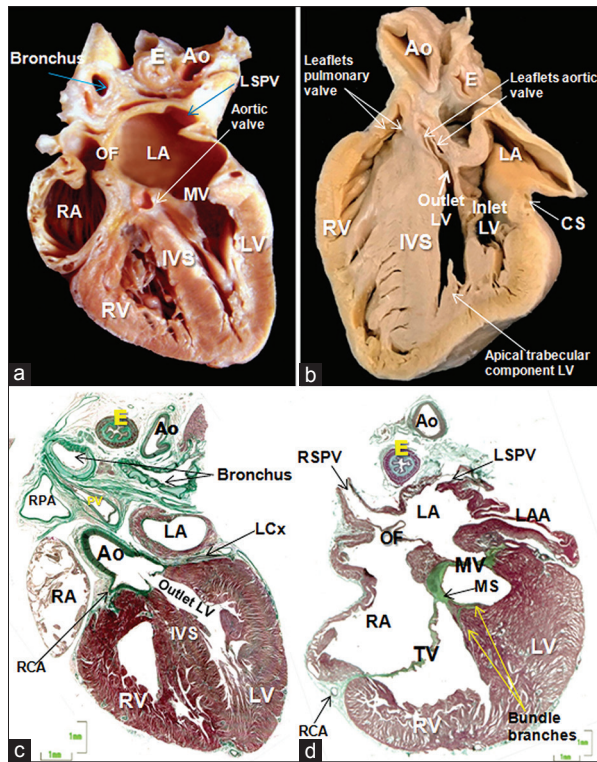 E
Ao
Bronchus
LSPV
Aortic
valve
OF
LA
MV
RA
IVS
LV
RV
a
Ao
Leaflets
pulmonary
valve
E
Leaflets aortic
valve
LA
Outlet
LV
Inlet
LV
CS
RV
IVS
Apical trabecular
component LV
b
E
Ao
Bronchus
RPA
PV
LA
LCx
Ao
RA
Outlet LV
IVS
RCA
RV
LV
1mm
1mm
c
Ao
E
RSPV
LSPV
LA
LAA
OF
MV
MS
RA
TV
LV
RCA
RV
Bundle
branches
1mm
1mm
d